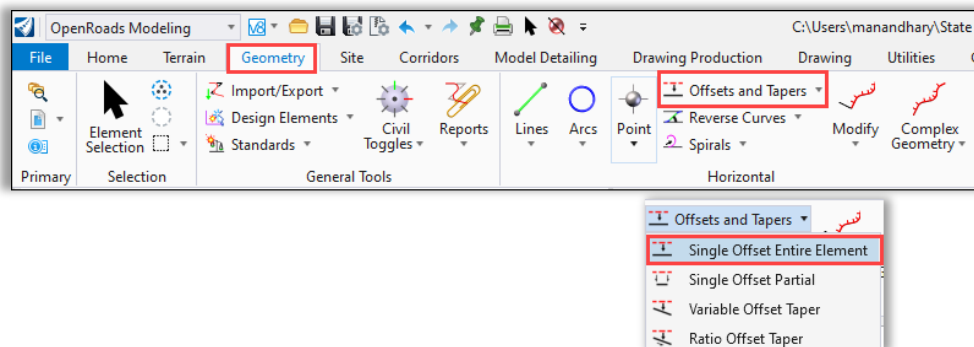 OpenRoads Modeling
C:\Users\manandhary\State
File Home Terrain Geometry Site Corridors Model Detailing Drawing Production Drawing Utilities
Import/Export
Design Elements
Standards
Element
Selection
Civil
Toggles
Reports
Lines
Arcs
Point
Offsets and Tapers
Reverse Curves
Spirals
Modify
Complex
Geometry
Primary Selection General Tools Horizontal
Offsets and Tapers
Single Offset Entire Element
Single Offset Partial
Variable Offset Taper
Ratio Offset Taper